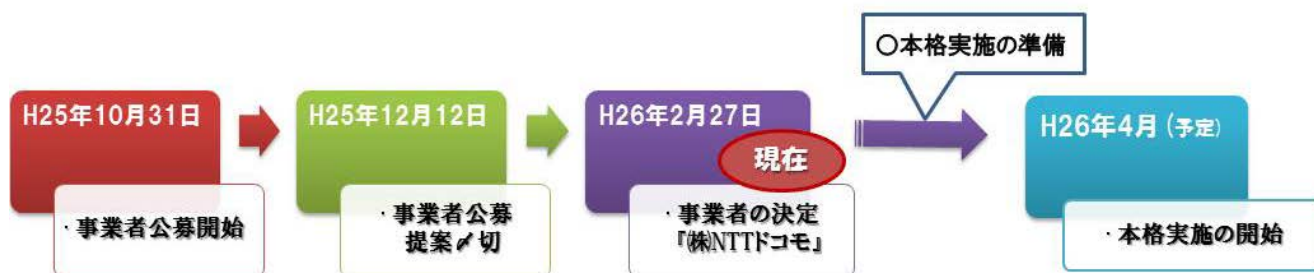 〇本格実施の準備
H25年10月31日
・事業者公募開始
H25年12月12日
・事業者公募
提案〆切
H26年2月27日
現在
・事業者の決定
『㈱NTTドコモ』
H26年4月(予定)
・本格実施の開始